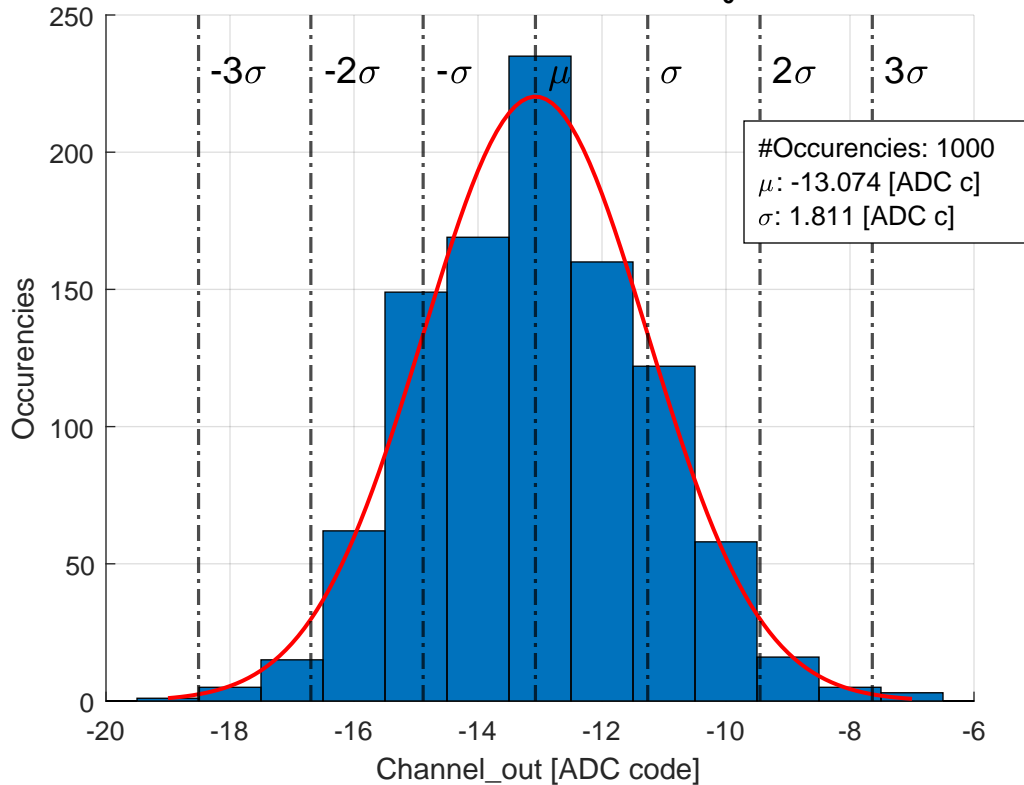 250
200
150
100
50
0
-3σ -2σ -σ μ σ 2σ 3σ
#Occurencies: 1000
μ: -13.074 [ADC c]
σ: 1.811 [ADC c]
Occurencies
-20 -18 -16 -14 -12 -10 -8 -6
Channel_out [ADC code]